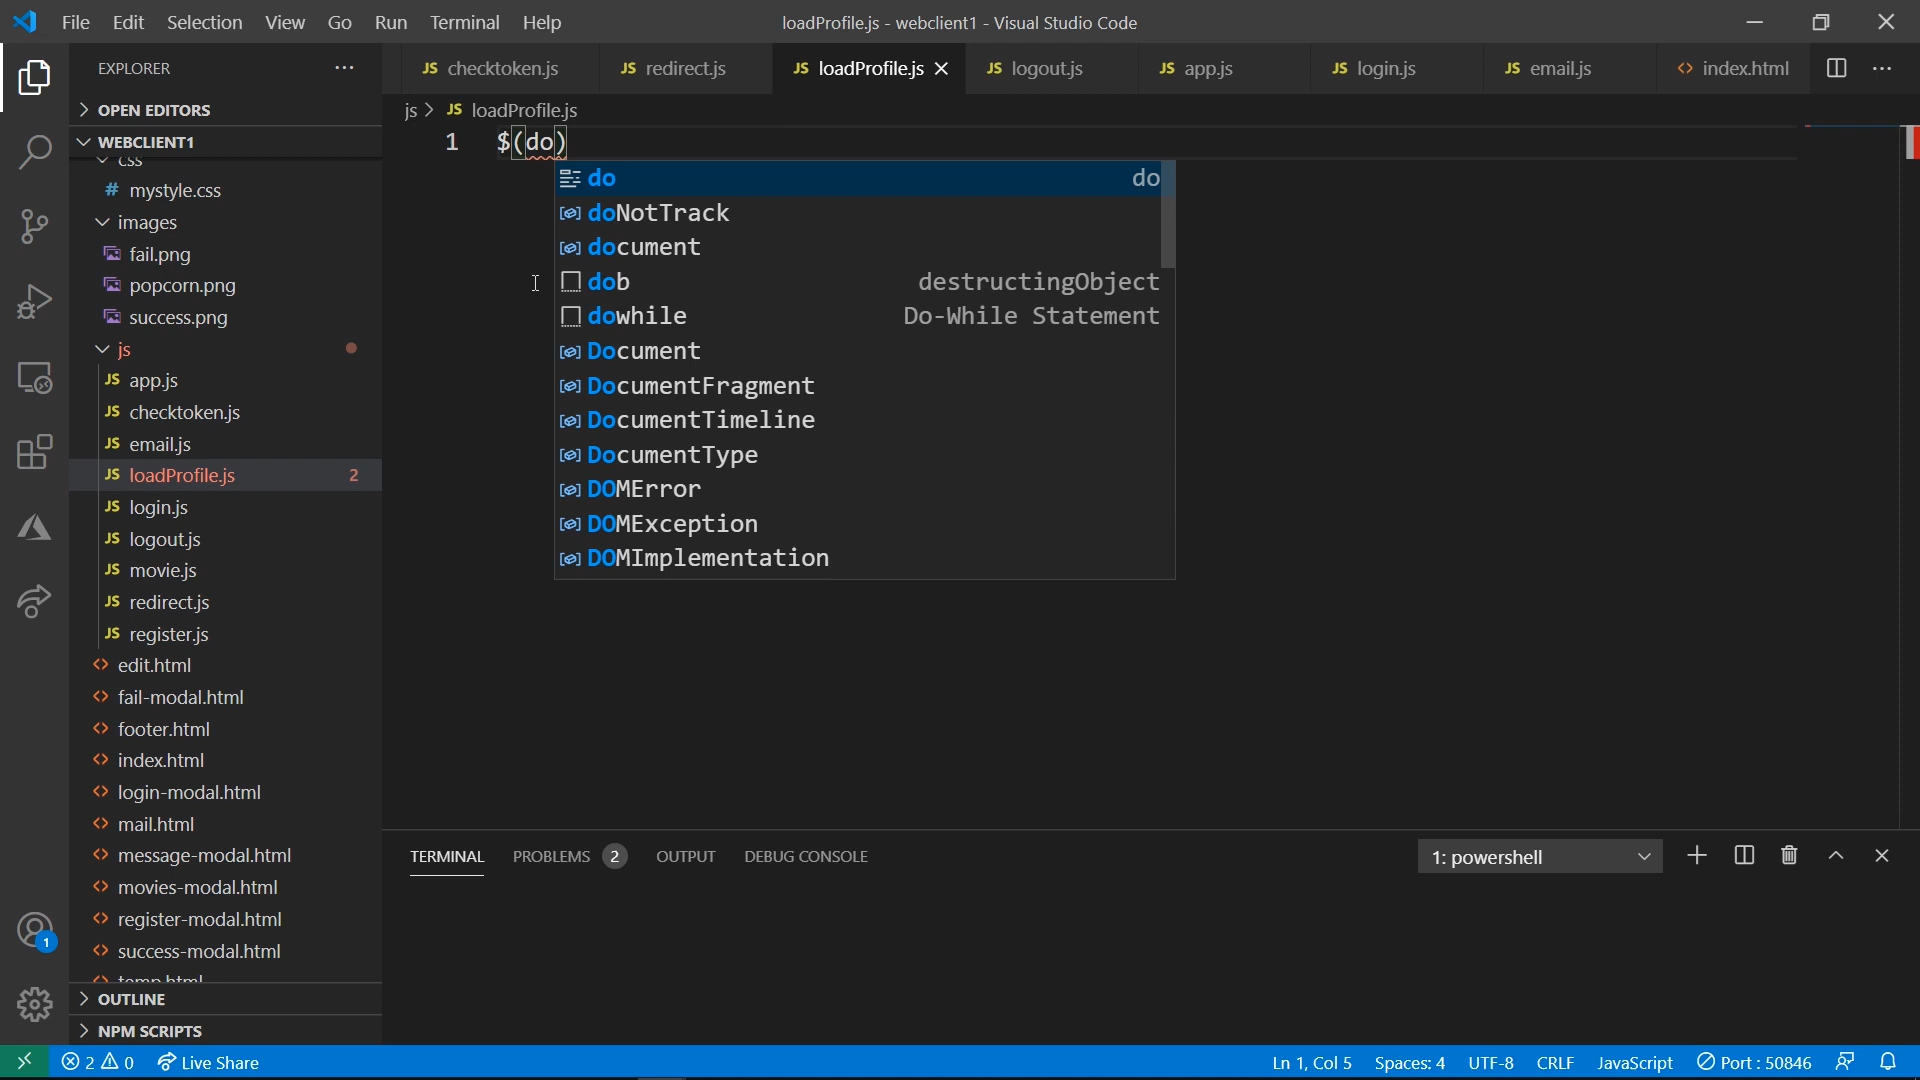 File Edit Selection View Go Run Terminal Help
loadProfile.js - webclient1 - Visual Studio Code
EXPLORER
OPEN EDITORS
WEBCLIENT1
css
# mystyle.css
images
fail.png
popcorn.png
success.png
js
JS app.js
JS checktoken.js
JS email.js
JS loadProfile.js 2
JS login.js
JS logout.js
JS movie.js
JS redirect.js
JS register.js
edit.html
fail-modal.html
footer.html
index.html
login-modal.html
mail.html
message-modal.html
movies-modal.html
register-modal.html
success-modal.html
temp.html
OUTLINE
NPM SCRIPTS
JS checktoken.js JS redirect.js JS loadProfile.js JS logout.js JS app.js JS login.js JS email.js index.html
js > JS loadProfile.js
1 $(do)
do do
doNotTrack
document
dob destructingObject
dowhile Do-While Statement
Document
DocumentFragment
DocumentTimeline
DocumentType
DOMError
DOMException
DOMImplementation
TERMINAL PROBLEMS 2 OUTPUT DEBUG CONSOLE
1: powershell
1
2 0 Live Share
Ln 1, Col 5 Spaces: 4 UTF-8 CRLF JavaScript Port : 50846